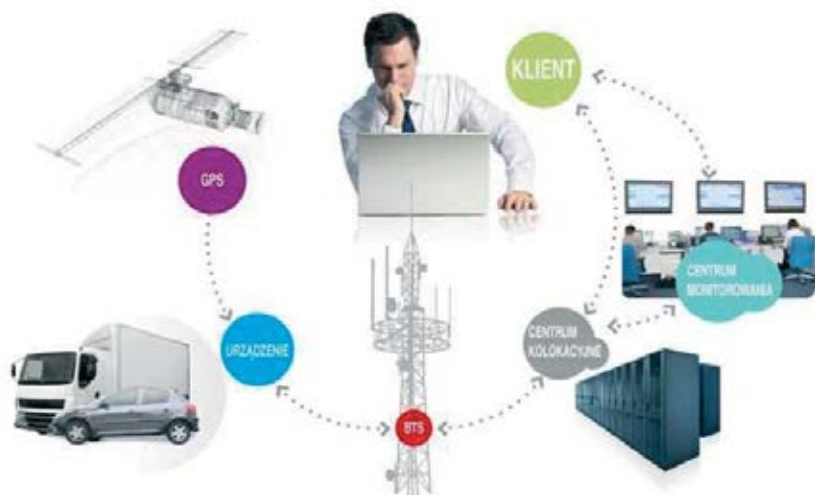 KLIENT
GPS
CENTRUM
MONITOROWANIA
URZĄDZENIE
CENTRUM
KOLOKACYJNE
BTS